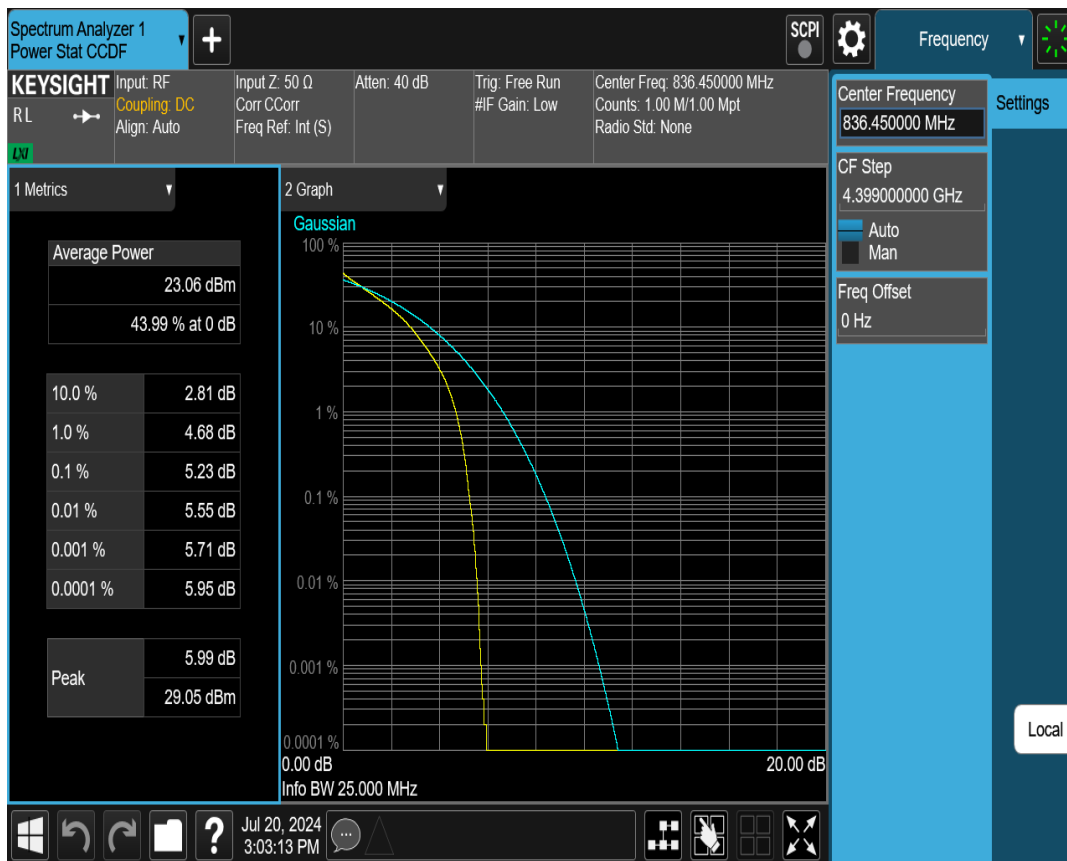 Spectrum Analyzer 1
Power Stat CCDF
+
SCPI
Frequency
KEYSIGHT
RL
LXI
Input: RF
Coupling: DC
Align: Auto
Input Z: 50 Ω
Corr CCorr
Freq Ref: Int (S)
Atten: 40 dB
Trig: Free Run
#IF Gain: Low
Center Freq: 836.450000 MHz
Counts: 1.00 M/1.00 Mpt
Radio Std: None
Center Frequency
836.450000 MHz
Settings
CF Step
4.399000000 GHz
Auto
Man
Freq Offset
0 Hz
1 Metrics
Average Power
23.06 dBm
43.99 % at 0 dB
10.0 % 2.81 dB
1.0 % 4.68 dB
0.1 % 5.23 dB
0.01 % 5.55 dB
0.001 % 5.71 dB
0.0001 % 5.95 dB
Peak
5.99 dB
29.05 dBm
2 Graph
Gaussian
100 %
10 %
1 %
0.1 %
0.01 %
0.001 %
0.0001 %
0.00 dB 20.00 dB
Info BW 25.000 MHz
Local
?
Jul 20, 2024
3:03:13 PM